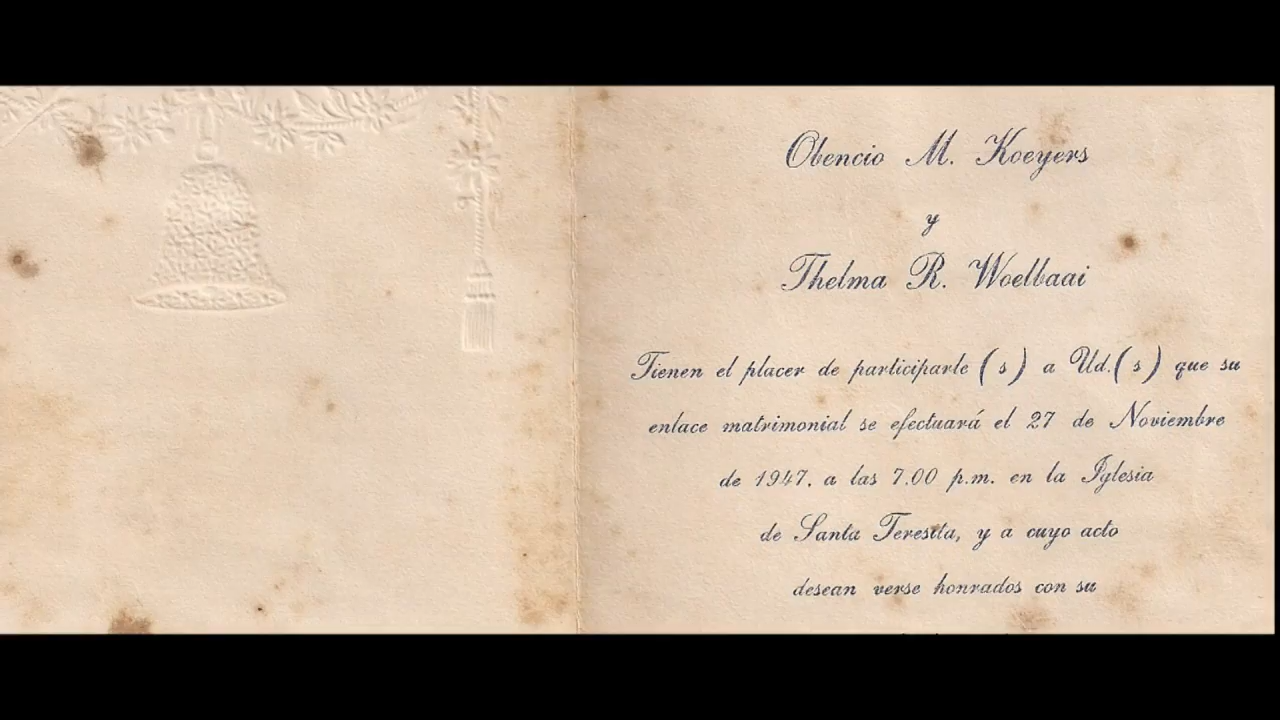 Obencio M. Koeyers
y
Thelma R. Woelbaai
Tienen el placer de participarle (s) a Ud.(s) que su
enlace matrimonial se efectuará el 27 de Noviembre
de 1947, a las 7.00 p.m. en la Iglesia
de Santa Teresita, y a cuyo acto
desean verse honrados con su